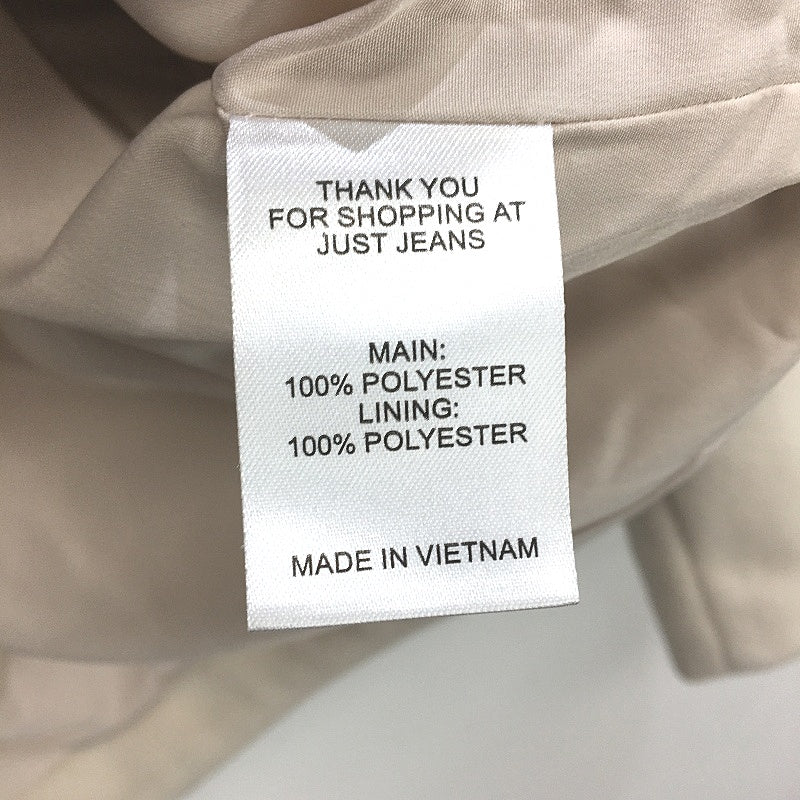 THANK YOU
FOR SHOPPING AT
JUST JEANS
MAIN:
100% POLYESTER
LINING:
100% POLYESTER
MADE IN VIETNAM